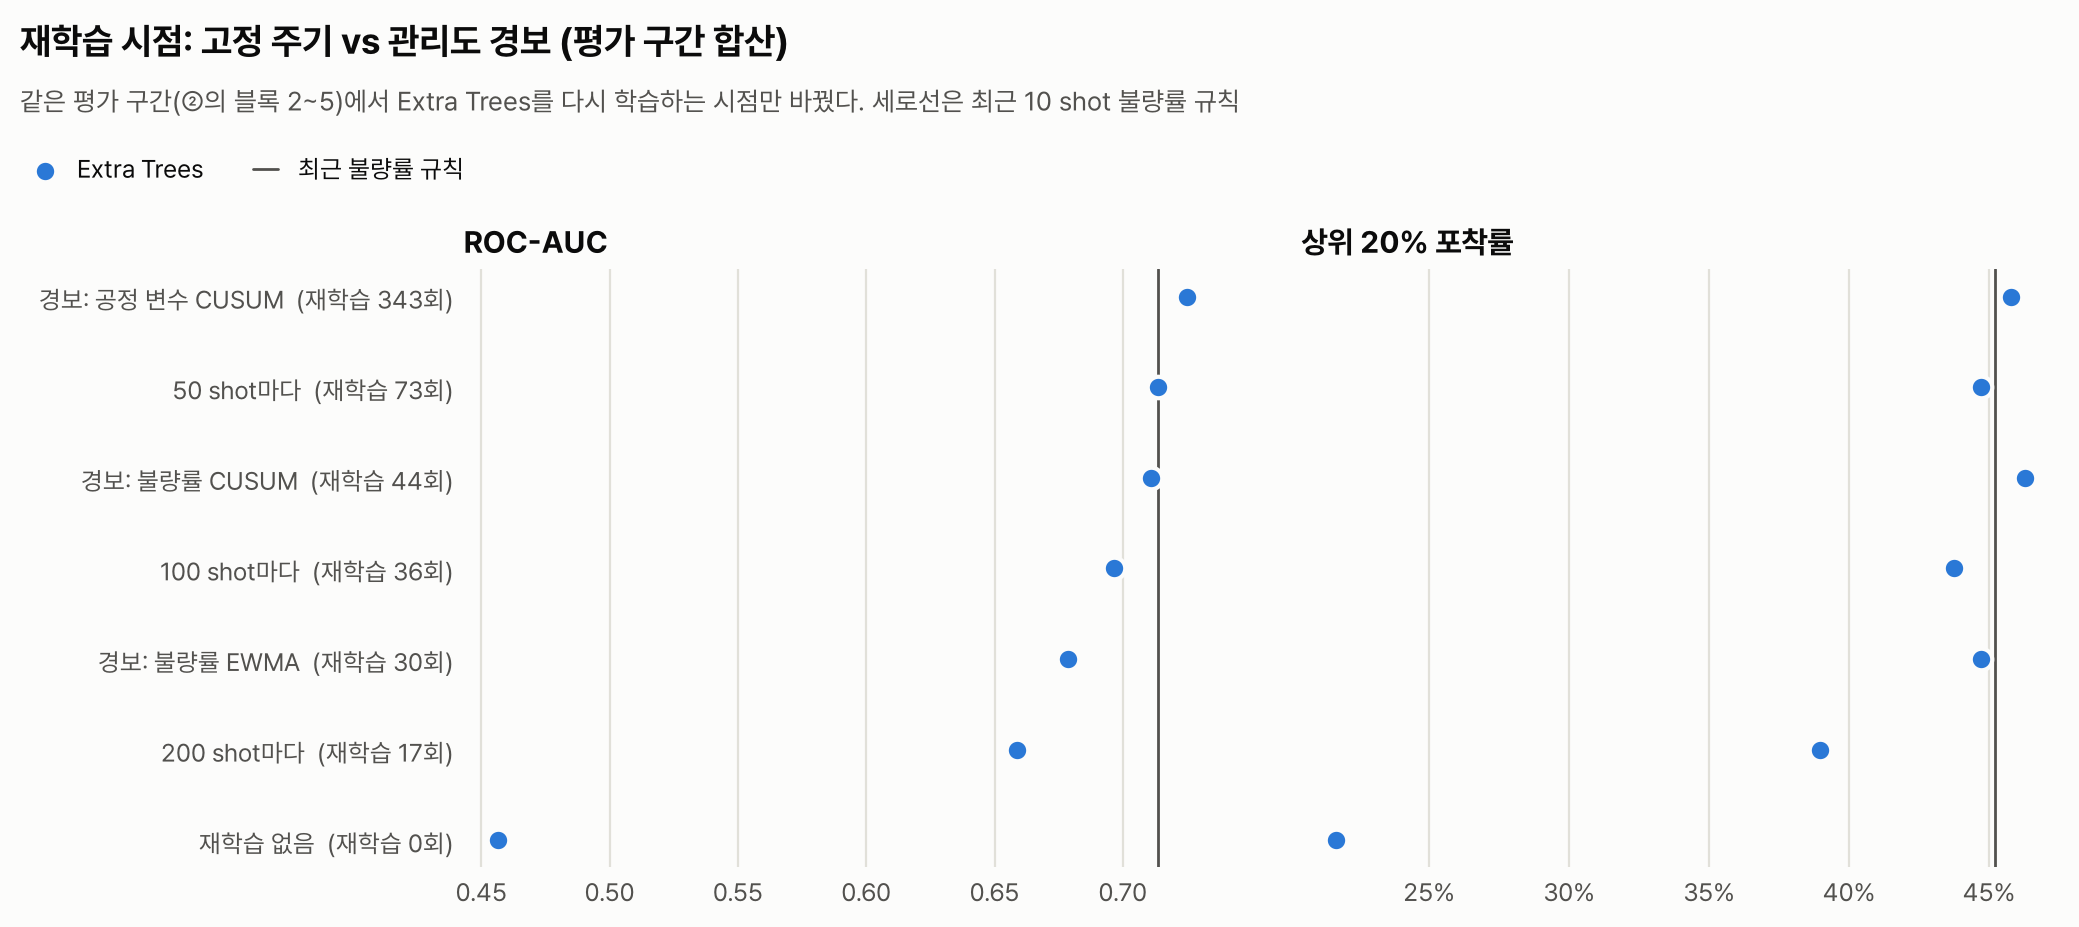 재학습 시점: 고정 주기 vs 관리도 경보 (평가 구간 합산)
같은 평가 구간(②의 블록 2~5)에서 Extra Trees를 다시 학습하는 시점만 바꿨다. 세로선은 최근 10 shot 불량률 규칙
Extra Trees 최근 불량률 규칙
ROC-AUC 상위 20% 포착률
경보: 공정 변수 CUSUM (재학습 343회)
50 shot마다 (재학습 73회)
경보: 불량률 CUSUM (재학습 44회)
100 shot마다 (재학습 36회)
경보: 불량률 EWMA (재학습 30회)
200 shot마다 (재학습 17회)
재학습 없음 (재학습 0회)
0.45 0.50 0.55 0.60 0.65 0.70 25% 30% 35% 40% 45%